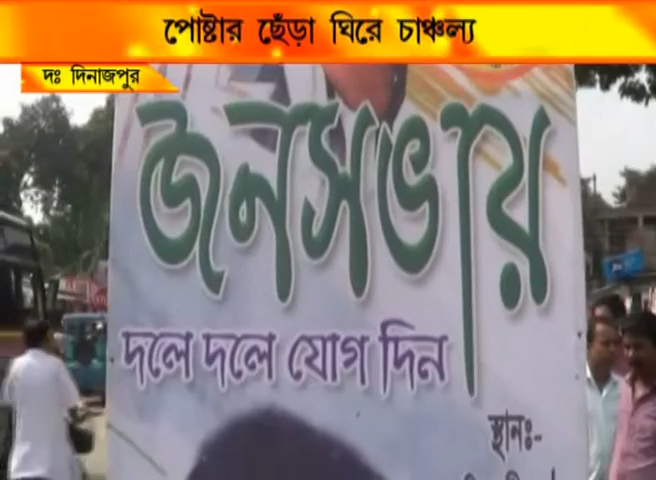 পোষ্টার ছেঁড়া ঘিরে চাঞ্চল্য
দঃ দিনাজপুর
জনসভায়
দলে দলে যোগ দিন
স্থানঃ-